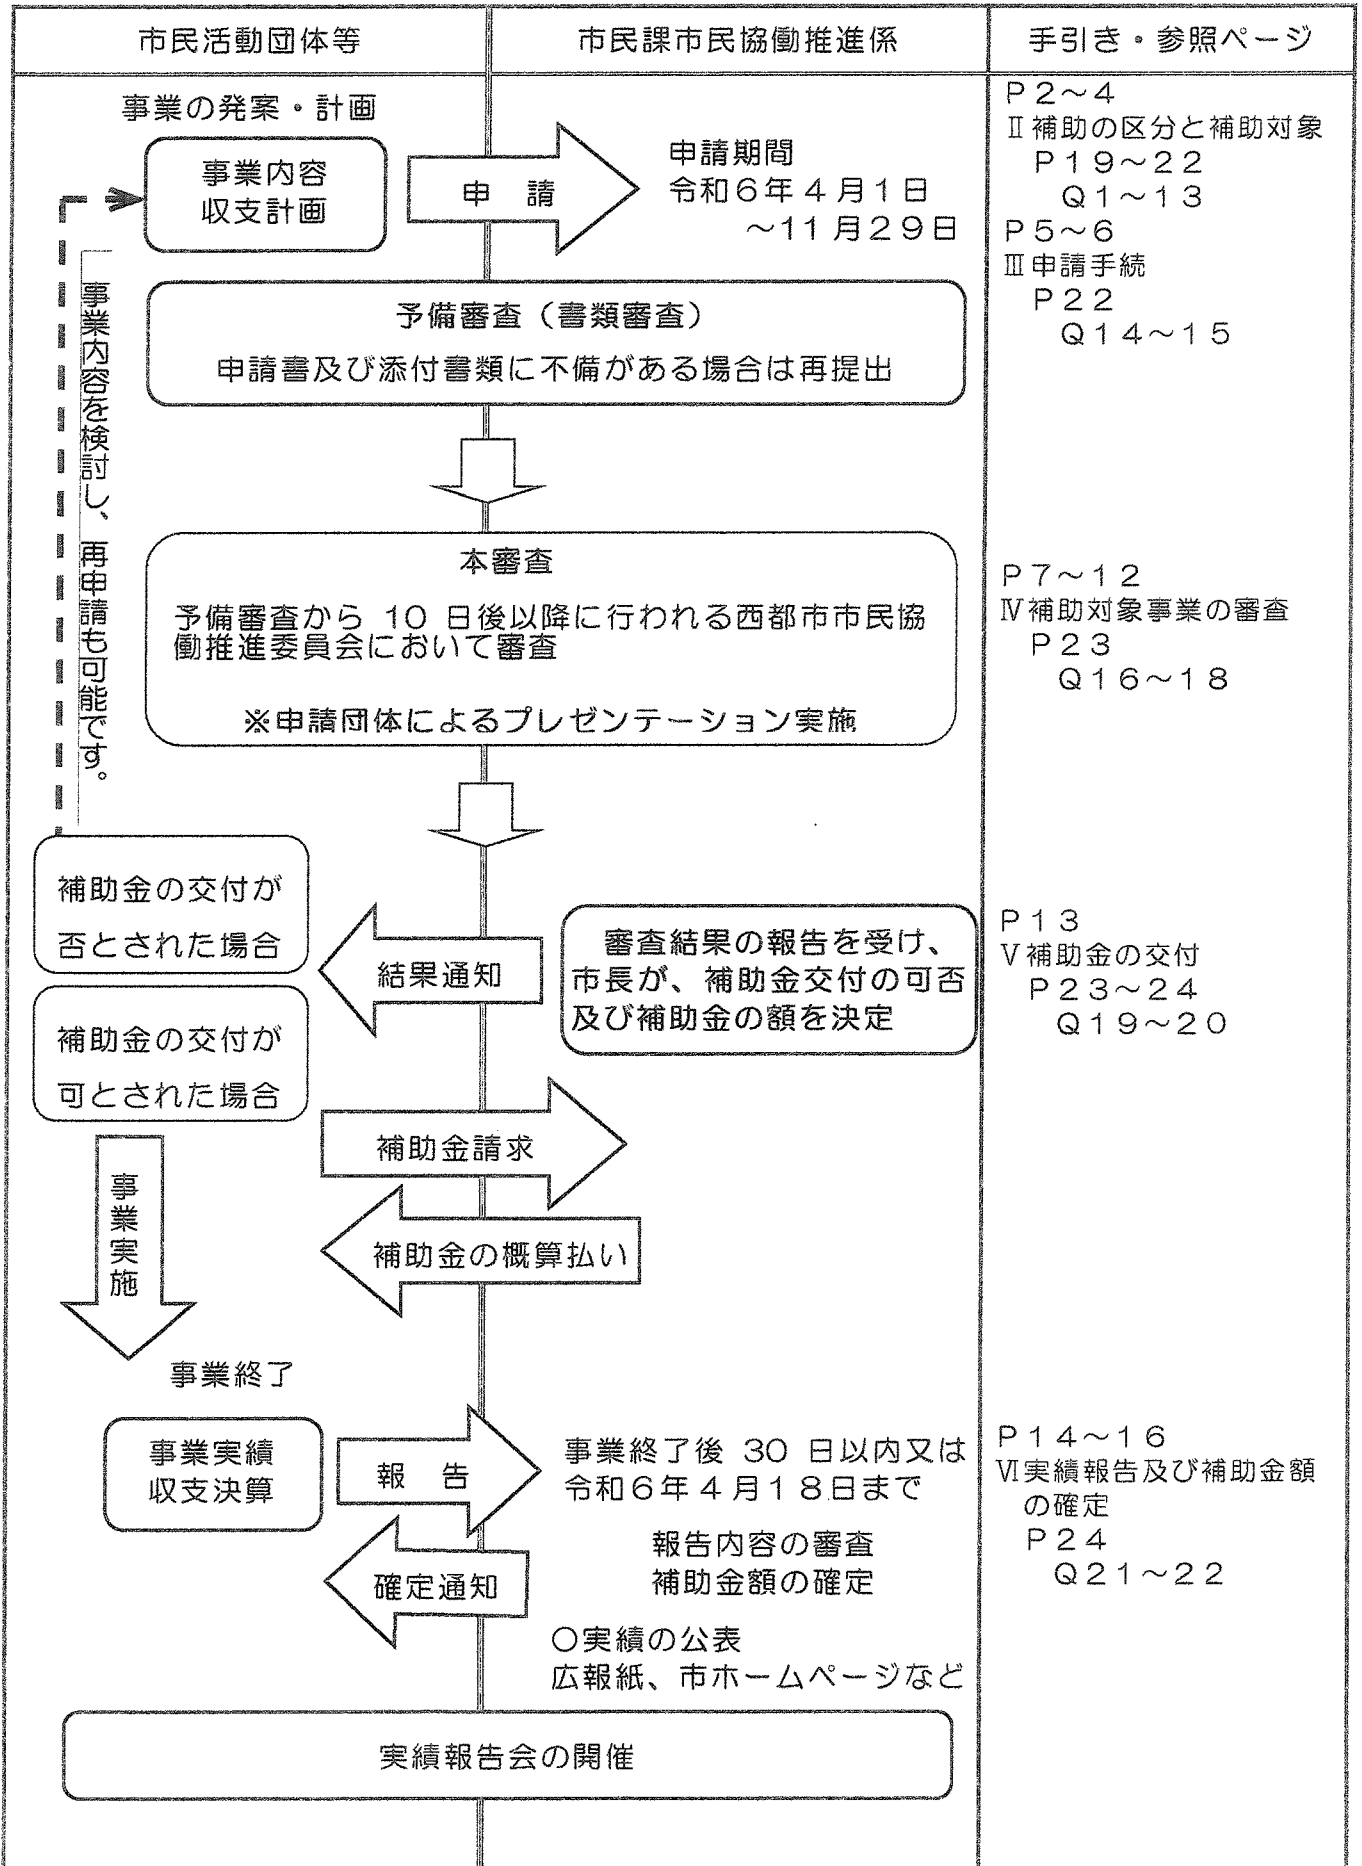 市民活動団体等
市民課市民協働推進係
手引き・参照ページ
事業の発案・計画
事業内容
収支計画
申　請
申請期間
令和6年4月1日
～11月29日
P2～4
Ⅱ補助の区分と補助対象
P19～22
Q1～13
P5～6
Ⅲ申請手続
P22
Q14～15
予備審査（書類審査）
申請書及び添付書類に不備がある場合は再提出
事業内容を検討し、再申請も可能です。
本審査
予備審査から 10 日後以降に行われる西都市市民協
働推進委員会において審査
※申請団体によるプレゼンテーション実施
P7～12
Ⅳ補助対象事業の審査
P23
Q16～18
補助金の交付が
否とされた場合
結果通知
審査結果の報告を受け、
市長が、補助金交付の可否
及び補助金の額を決定
P13
Ⅴ補助金の交付
P23～24
Q19～20
補助金の交付が
可とされた場合
補助金請求
補助金の概算払い
事業実施
事業終了
事業実績
収支決算
報　告
事業終了後 30 日以内又は
令和6年4月18日まで
P14～16
Ⅵ実績報告及び補助金額
の確定
P24
Q21～22
確定通知
報告内容の審査
補助金額の確定
○実績の公表
広報紙、市ホームページなど
実績報告会の開催